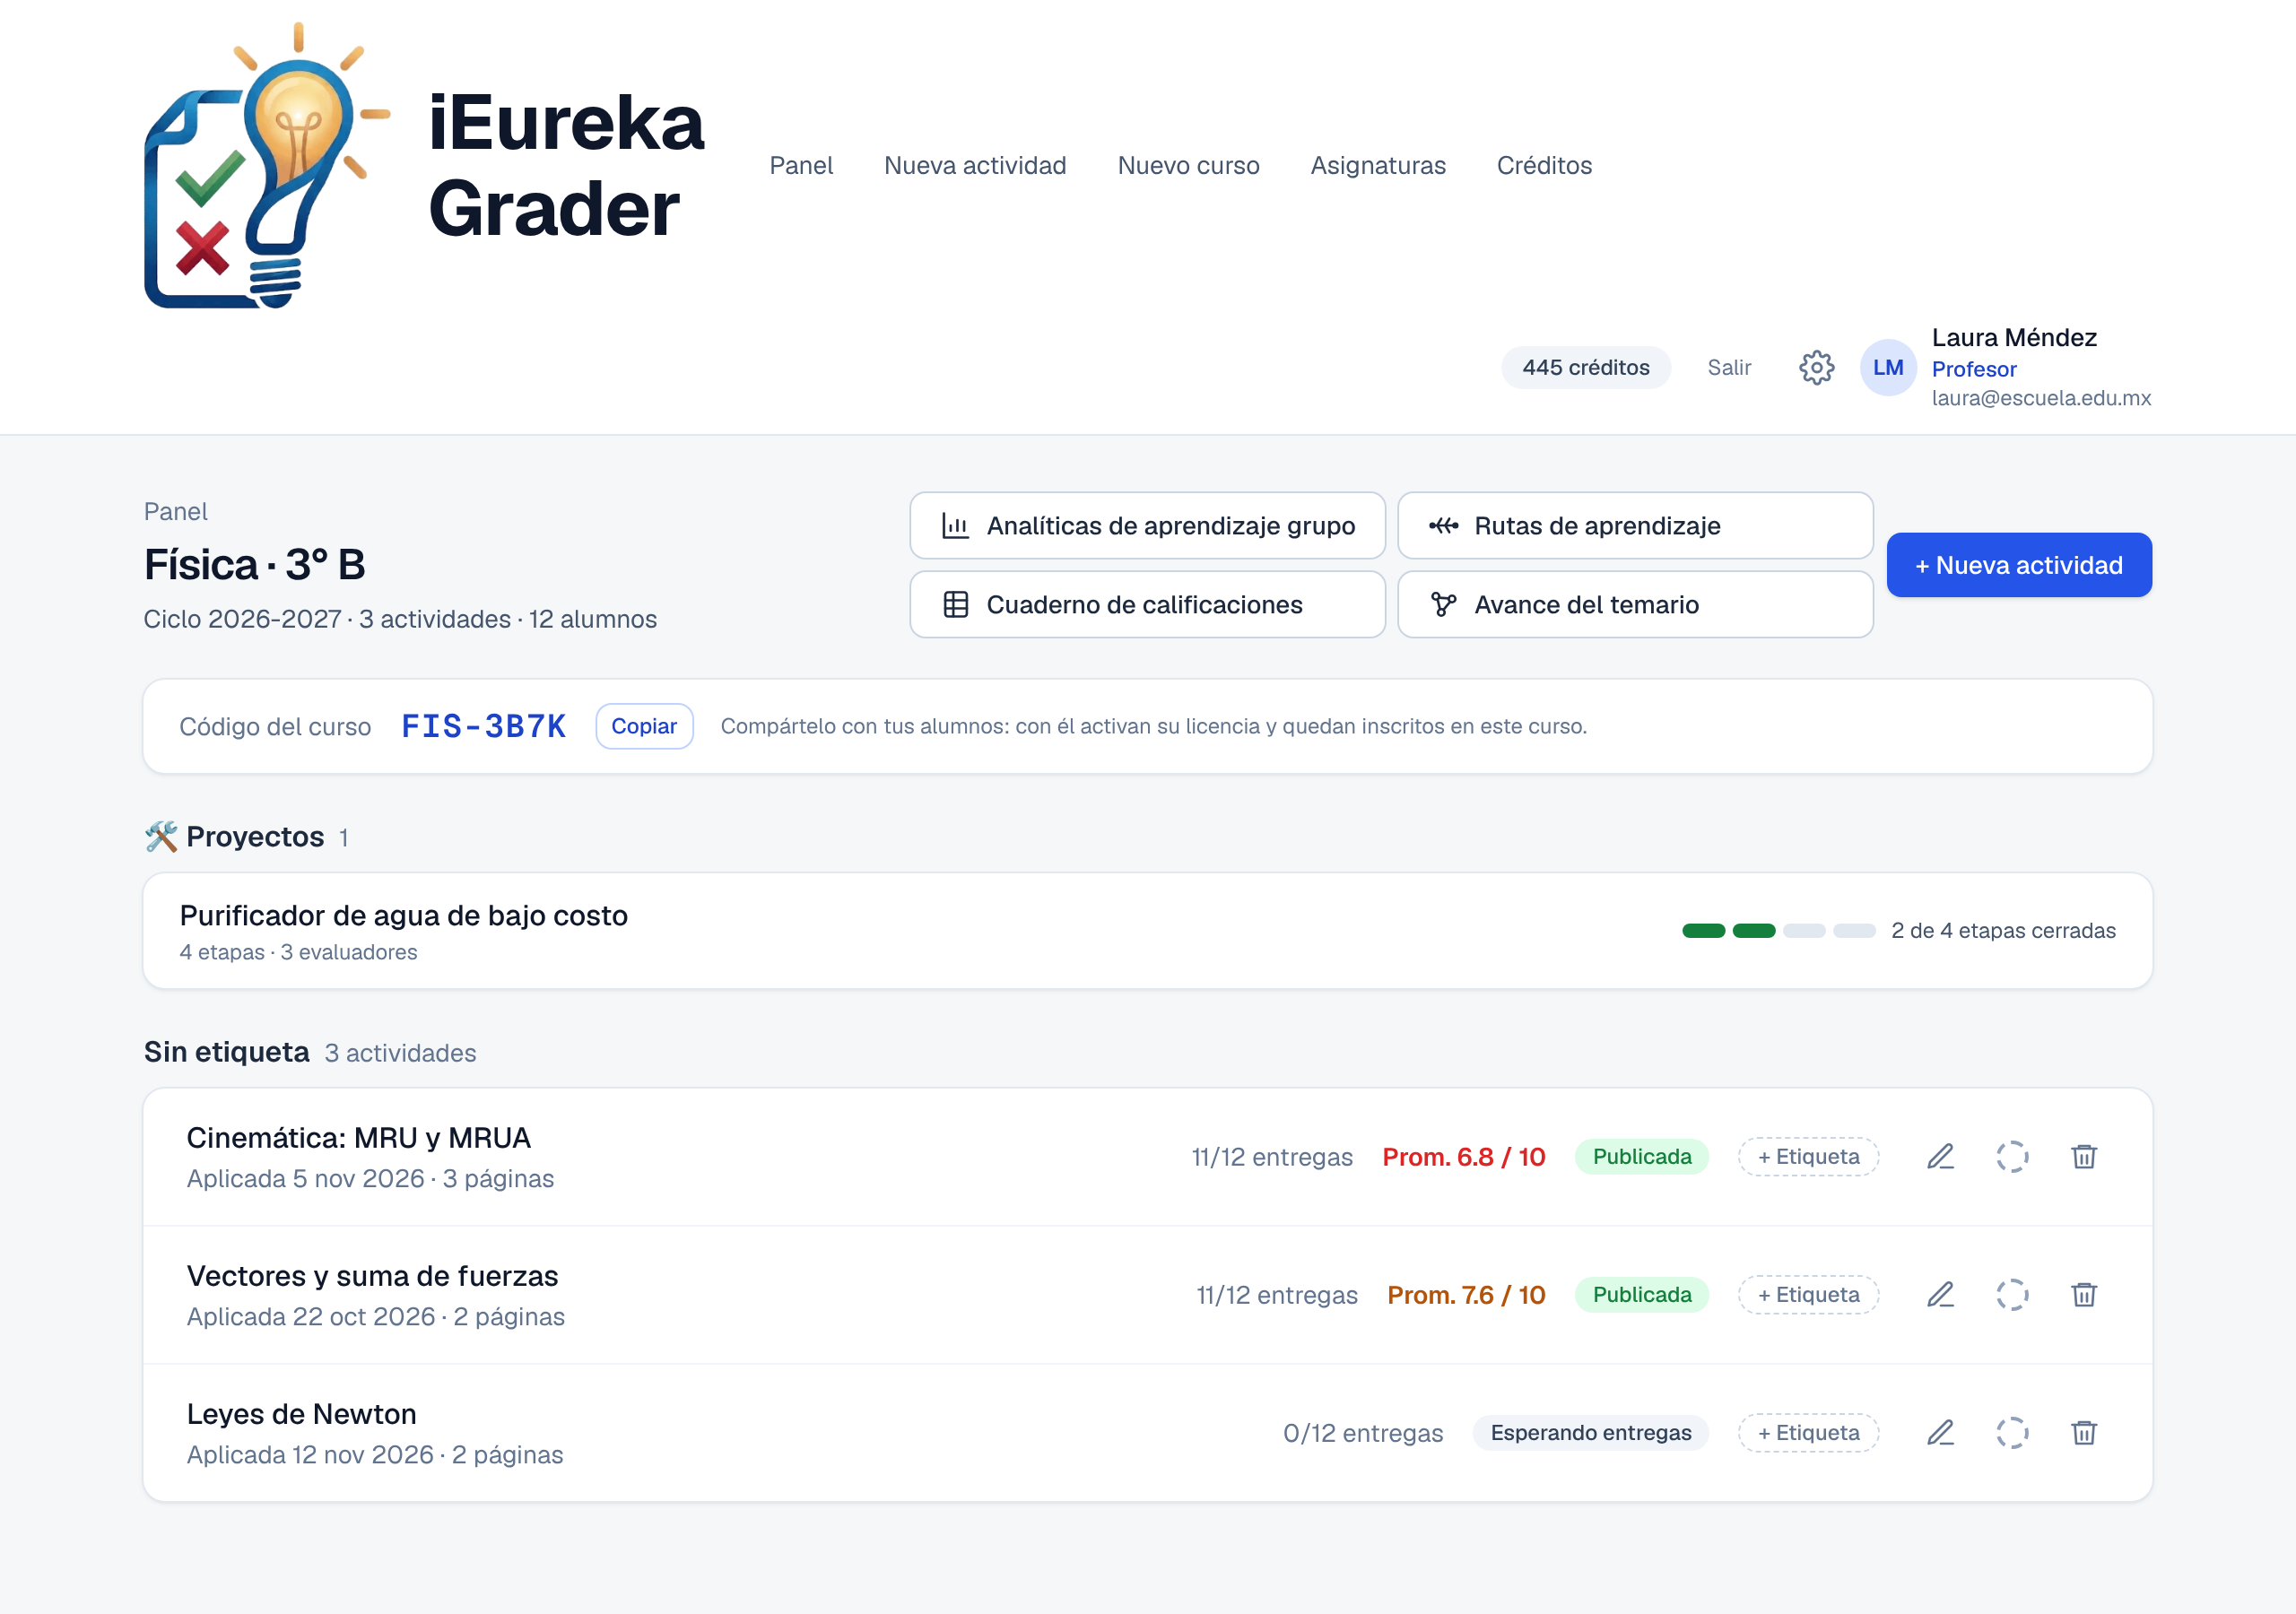 iEureka
Grader
Panel
Nueva actividad
Nuevo curso
Asignaturas
Créditos
445 créditos
Salir
LM
Laura Méndez
Profesor
laura@escuela.edu.mx
Panel
Física · 3° B
Ciclo 2026-2027 · 3 actividades · 12 alumnos
Analíticas de aprendizaje grupo
Rutas de aprendizaje
Cuaderno de calificaciones
Avance del temario
+ Nueva actividad
Código del curso FIS-3B7K Copiar Compártelo con tus alumnos: con él activan su licencia y quedan inscritos en este curso.
Proyectos 1
Purificador de agua de bajo costo
4 etapas · 3 evaluadores
2 de 4 etapas cerradas
Sin etiqueta 3 actividades
Cinemática: MRU y MRUA
Aplicada 5 nov 2026 · 3 páginas
11/12 entregas Prom. 6.8 / 10 Publicada + Etiqueta
Vectores y suma de fuerzas
Aplicada 22 oct 2026 · 2 páginas
11/12 entregas Prom. 7.6 / 10 Publicada + Etiqueta
Leyes de Newton
Aplicada 12 nov 2026 · 2 páginas
0/12 entregas Esperando entregas + Etiqueta